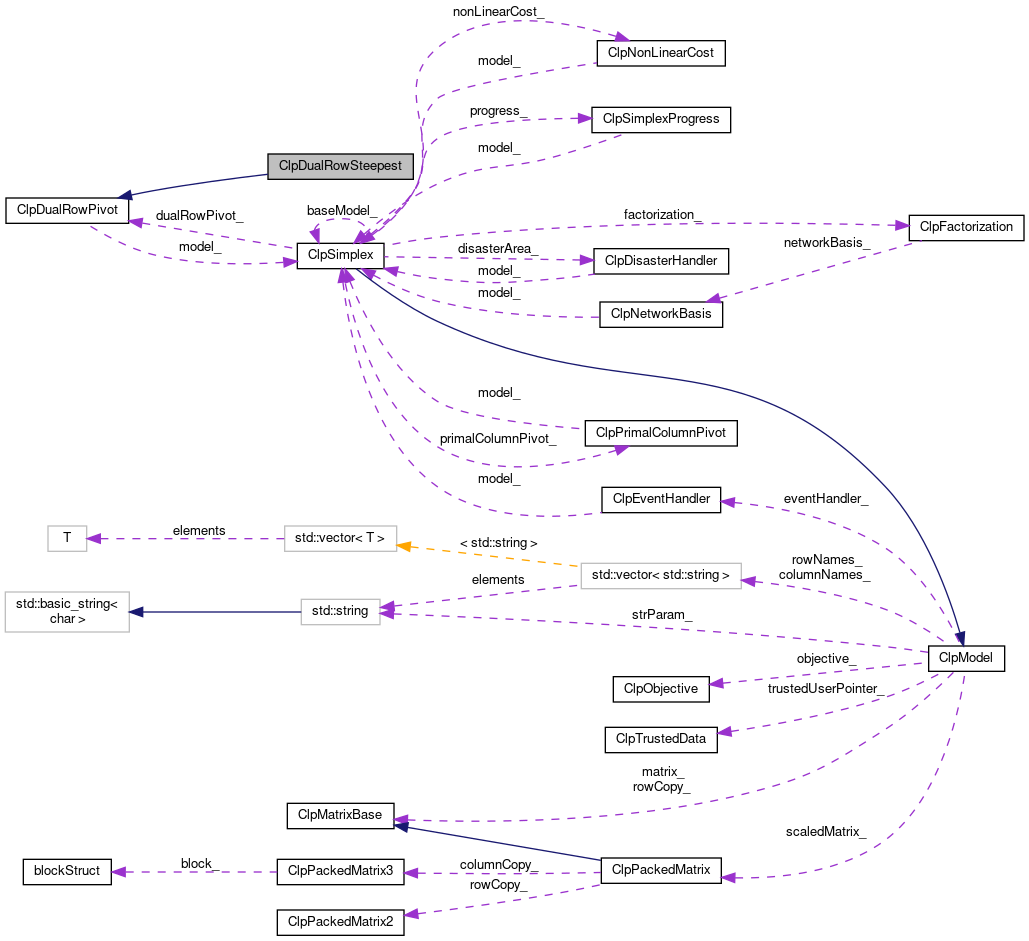 nonLinearCost_
ClpNonLinearCost
model_
progress_
ClpSimplexProgress
model_
ClpDualRowSteepest
ClpDualRowPivot
dualRowPivot_
baseModel_
factorization_
ClpFactorization
model_
ClpSimplex
disasterArea_
networkBasis_
ClpDisasterHandler
model_
model_
ClpNetworkBasis
model_
primalColumnPivot_
ClpPrimalColumnPivot
model_
ClpEventHandler
eventHandler_
T
elements
std::vector< T >
< std::string >
rowNames_
columnNames_
std::vector< std::string >
elements
std::basic_string<
char >
std::string
strParam_
ClpModel
objective_
ClpObjective
trustedUserPointer_
ClpTrustedData
matrix_
rowCopy_
ClpMatrixBase
scaledMatrix_
blockStruct
block_
ClpPackedMatrix3
columnCopy_
ClpPackedMatrix
rowCopy_
ClpPackedMatrix2